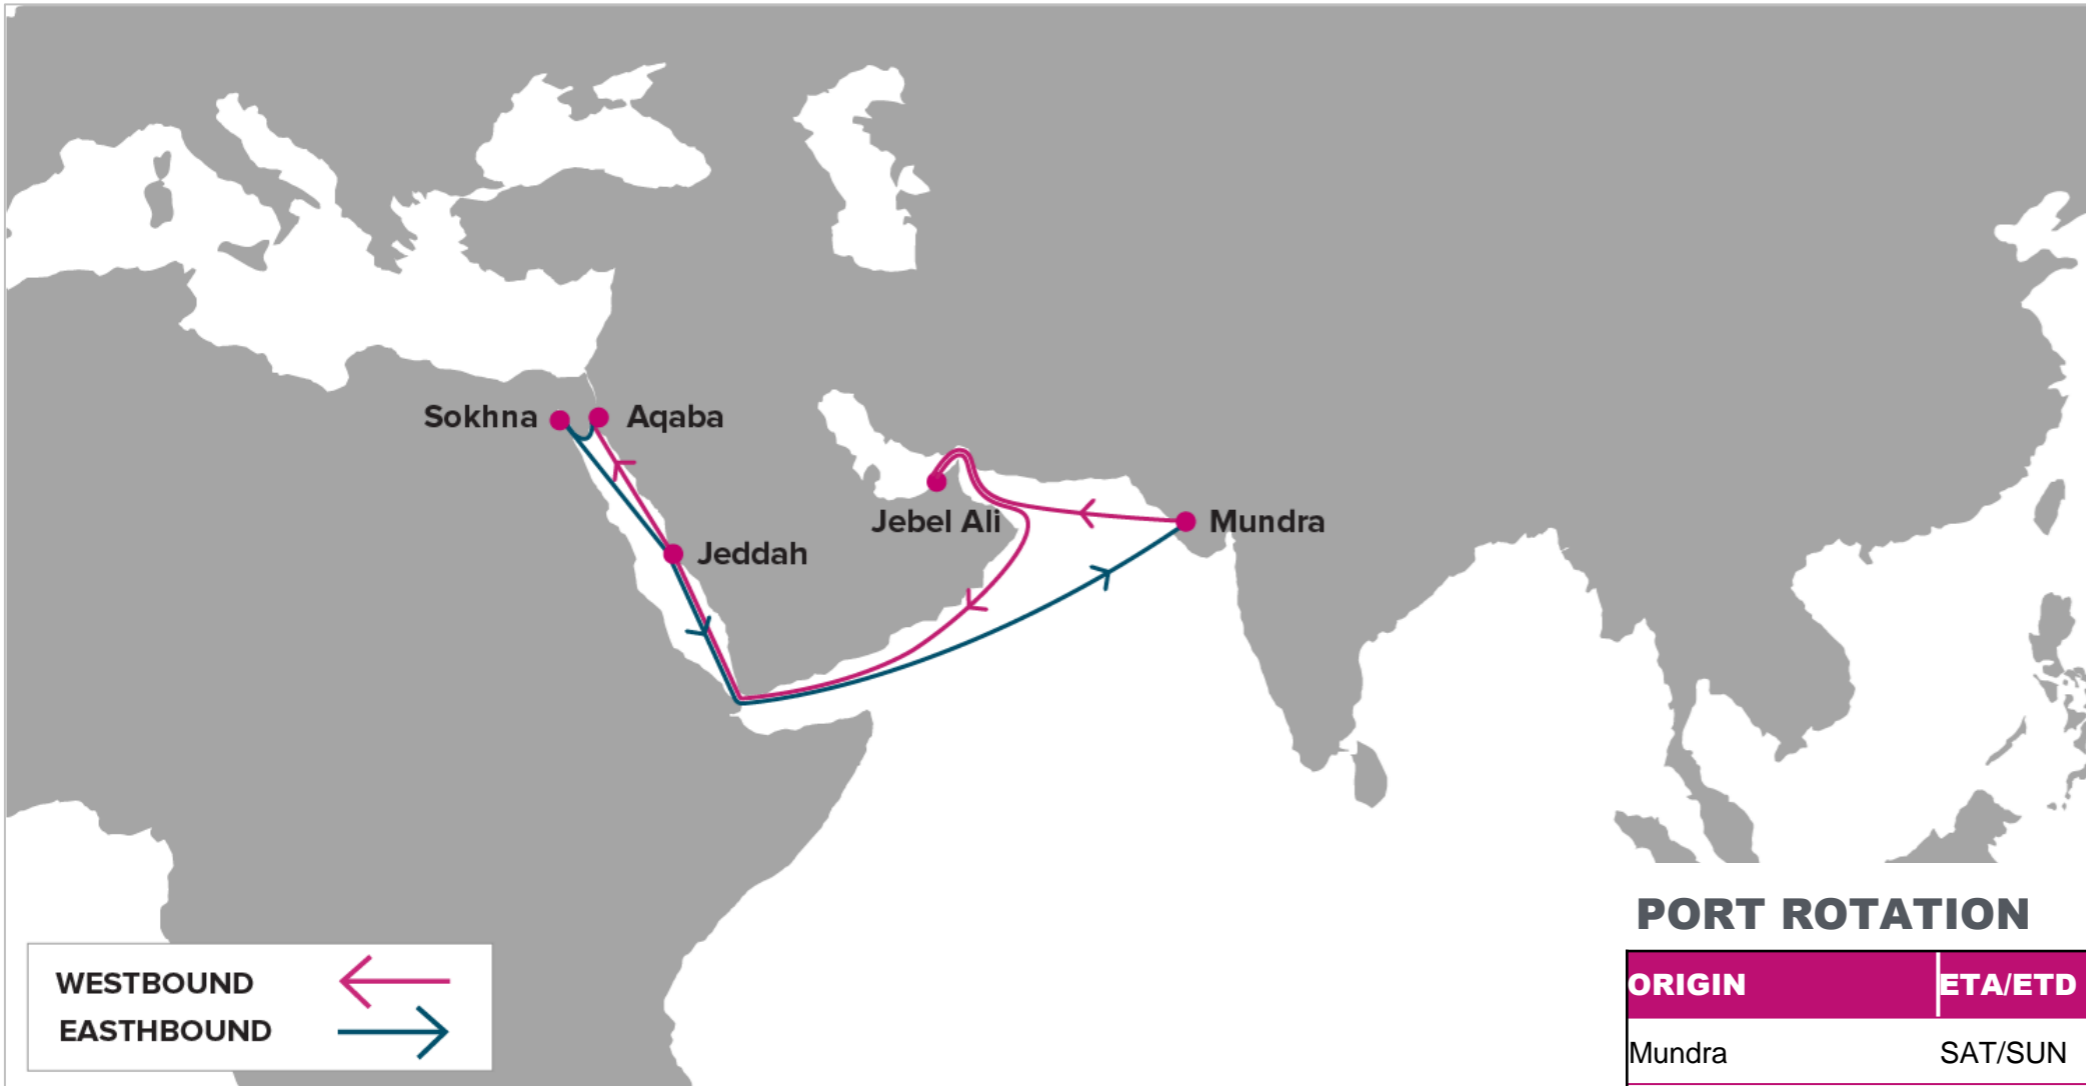 Sokhna
Aqaba
Jebel Ali
Mundra
Jeddah
WESTBOUND
EASTHBOUND
PORT ROTATION
ORIGIN ETA/ETD
Mundra SAT/SUN